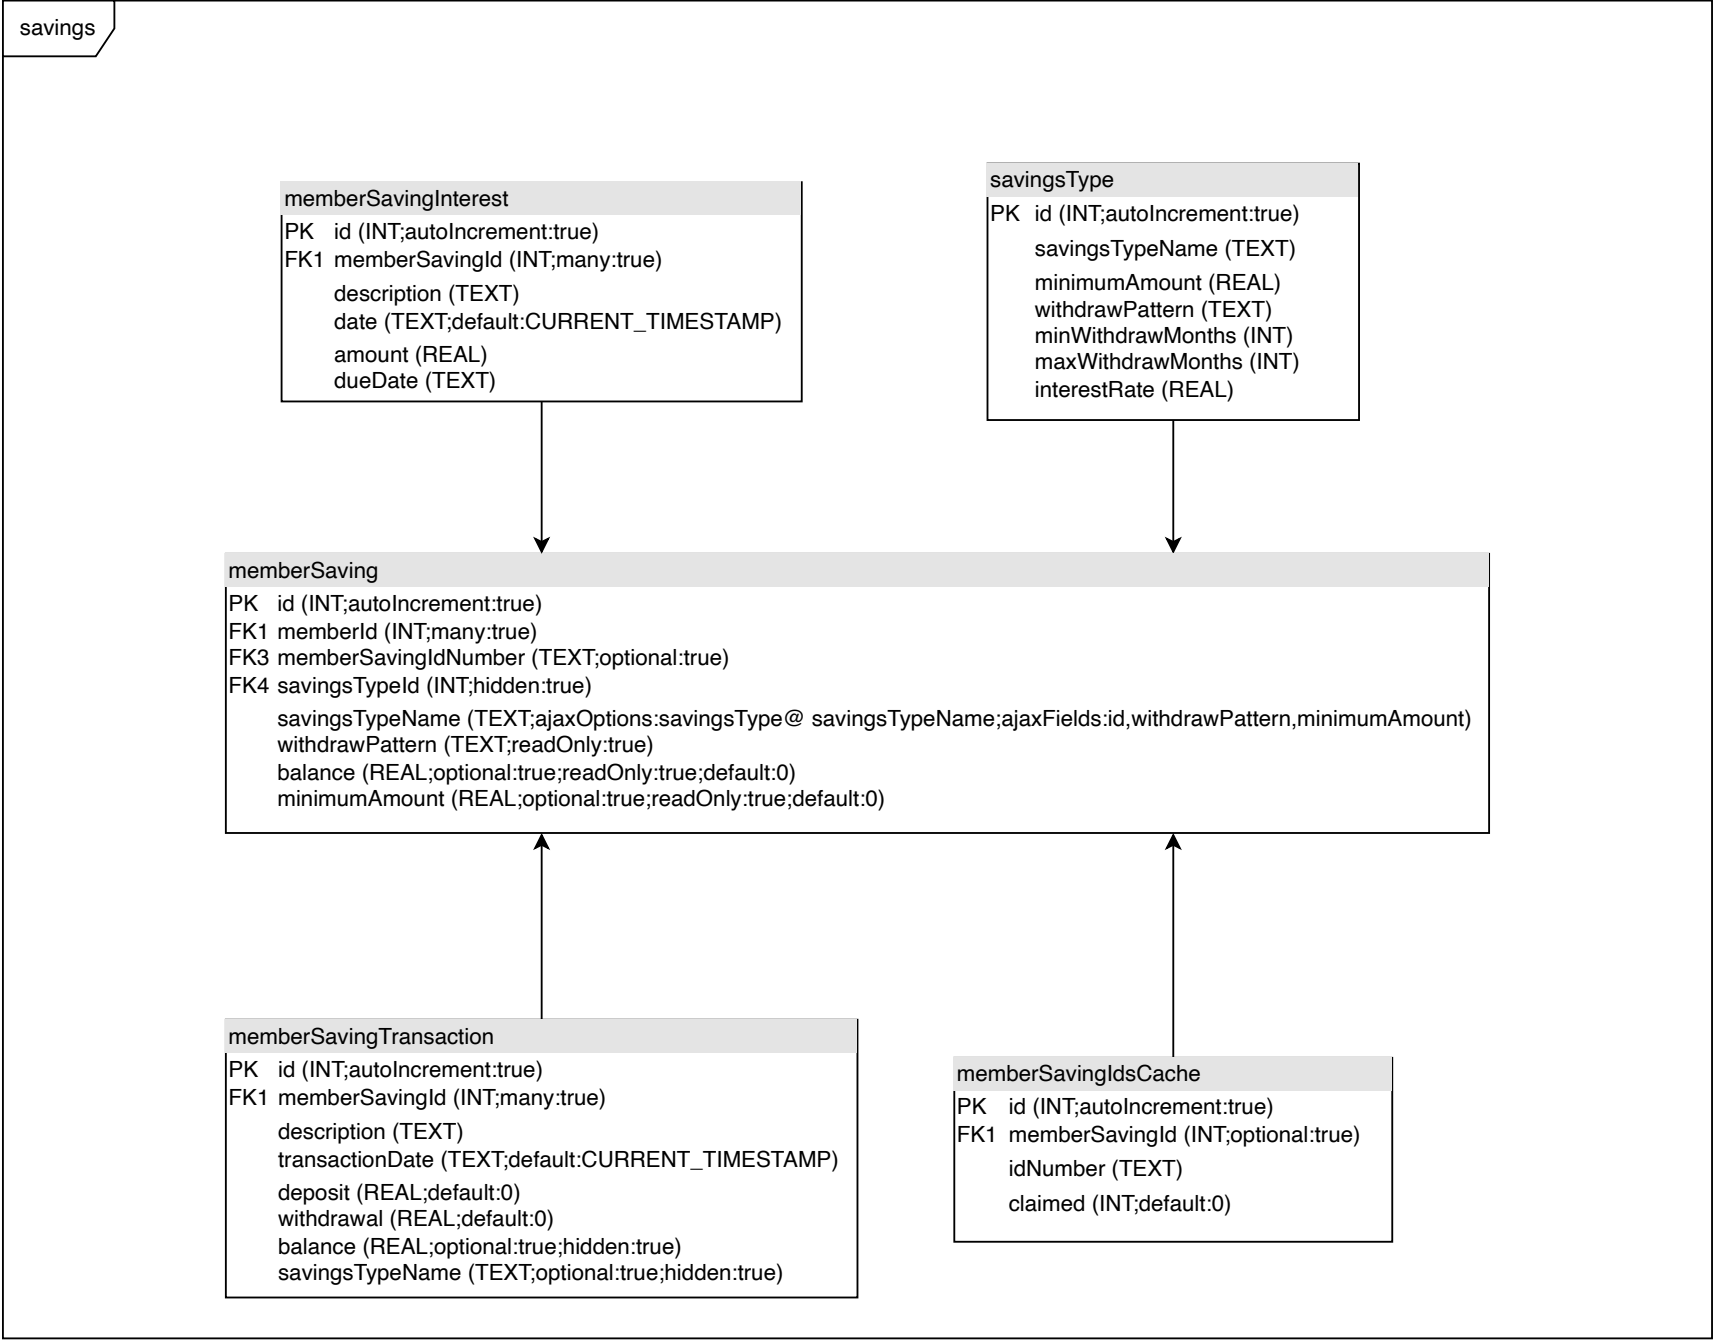 savings
memberSavingInterest
PK id (INT;autoIncrement:true)
FK1 memberSavingId (INT;many:true)
description (TEXT)
date (TEXT;default:CURRENT_TIMESTAMP)
amount (REAL)
dueDate (TEXT)
savingsType
PK id (INT;autoIncrement:true)
savingsTypeName (TEXT)
minimumAmount (REAL)
withdrawPattern (TEXT)
minWithdrawMonths (INT)
maxWithdrawMonths (INT)
interestRate (REAL)
memberSaving
PK id (INT;autoIncrement:true)
FK1 memberId (INT;many:true)
FK3 memberSavingIdNumber (TEXT;optional:true)
FK4 savingsTypeId (INT;hidden:true)
savingsTypeName (TEXT;ajaxOptions:savingsType@ savingsTypeName;ajaxFields:id,withdrawPattern,minimumAmount)
withdrawPattern (TEXT;readOnly:true)
balance (REAL;optional:true;readOnly:true;default:0)
minimumAmount (REAL;optional:true;readOnly:true;default:0)
memberSavingTransaction
PK id (INT;autoIncrement:true)
FK1 memberSavingId (INT;many:true)
description (TEXT)
transactionDate (TEXT;default:CURRENT_TIMESTAMP)
deposit (REAL;default:0)
withdrawal (REAL;default:0)
balance (REAL;optional:true;hidden:true)
savingsTypeName (TEXT;optional:true;hidden:true)
memberSavingIdsCache
PK id (INT;autoIncrement:true)
FK1 memberSavingId (INT;optional:true)
idNumber (TEXT)
claimed (INT;default:0)